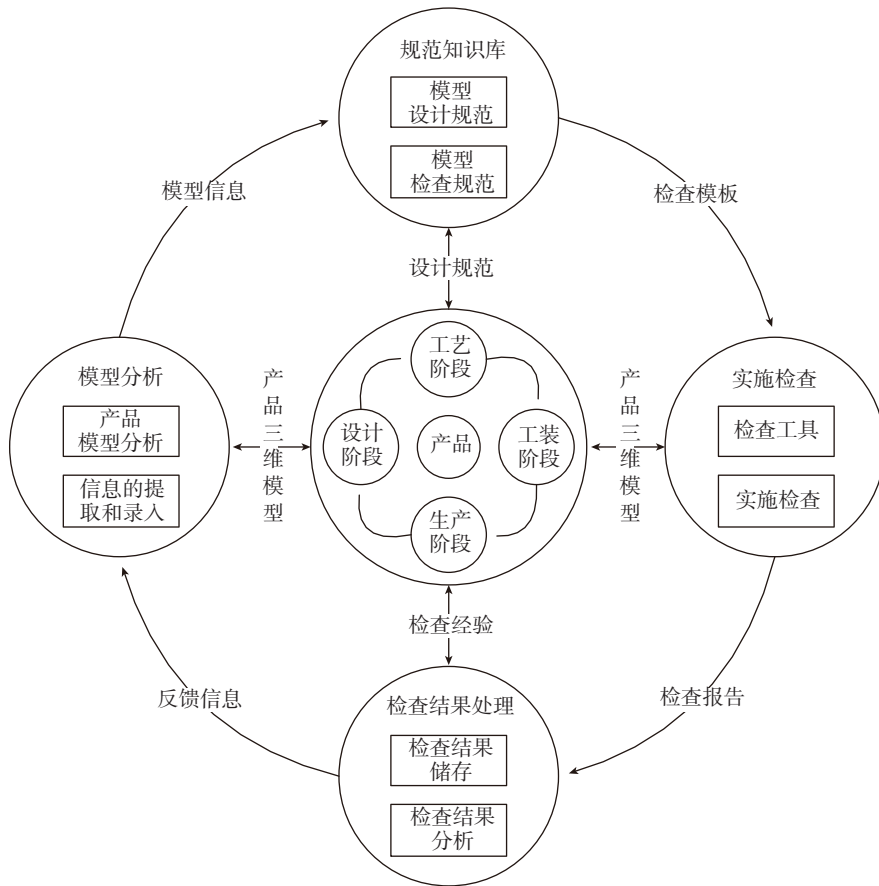 规范知识库
模型
设计规范
模型
检查规范
模型信息
检查模板
设计规范
模型分析
产品
模型分析
信息的提
取和录入
产品三维模型
工艺
阶段
设计
阶段
产品
工装
阶段
生产
阶段
产品三维模型
实施检查
检查工具
实施检查
检查经验
反馈信息
检查报告
检查结果处理
检查结果
储存
检查结果
分析